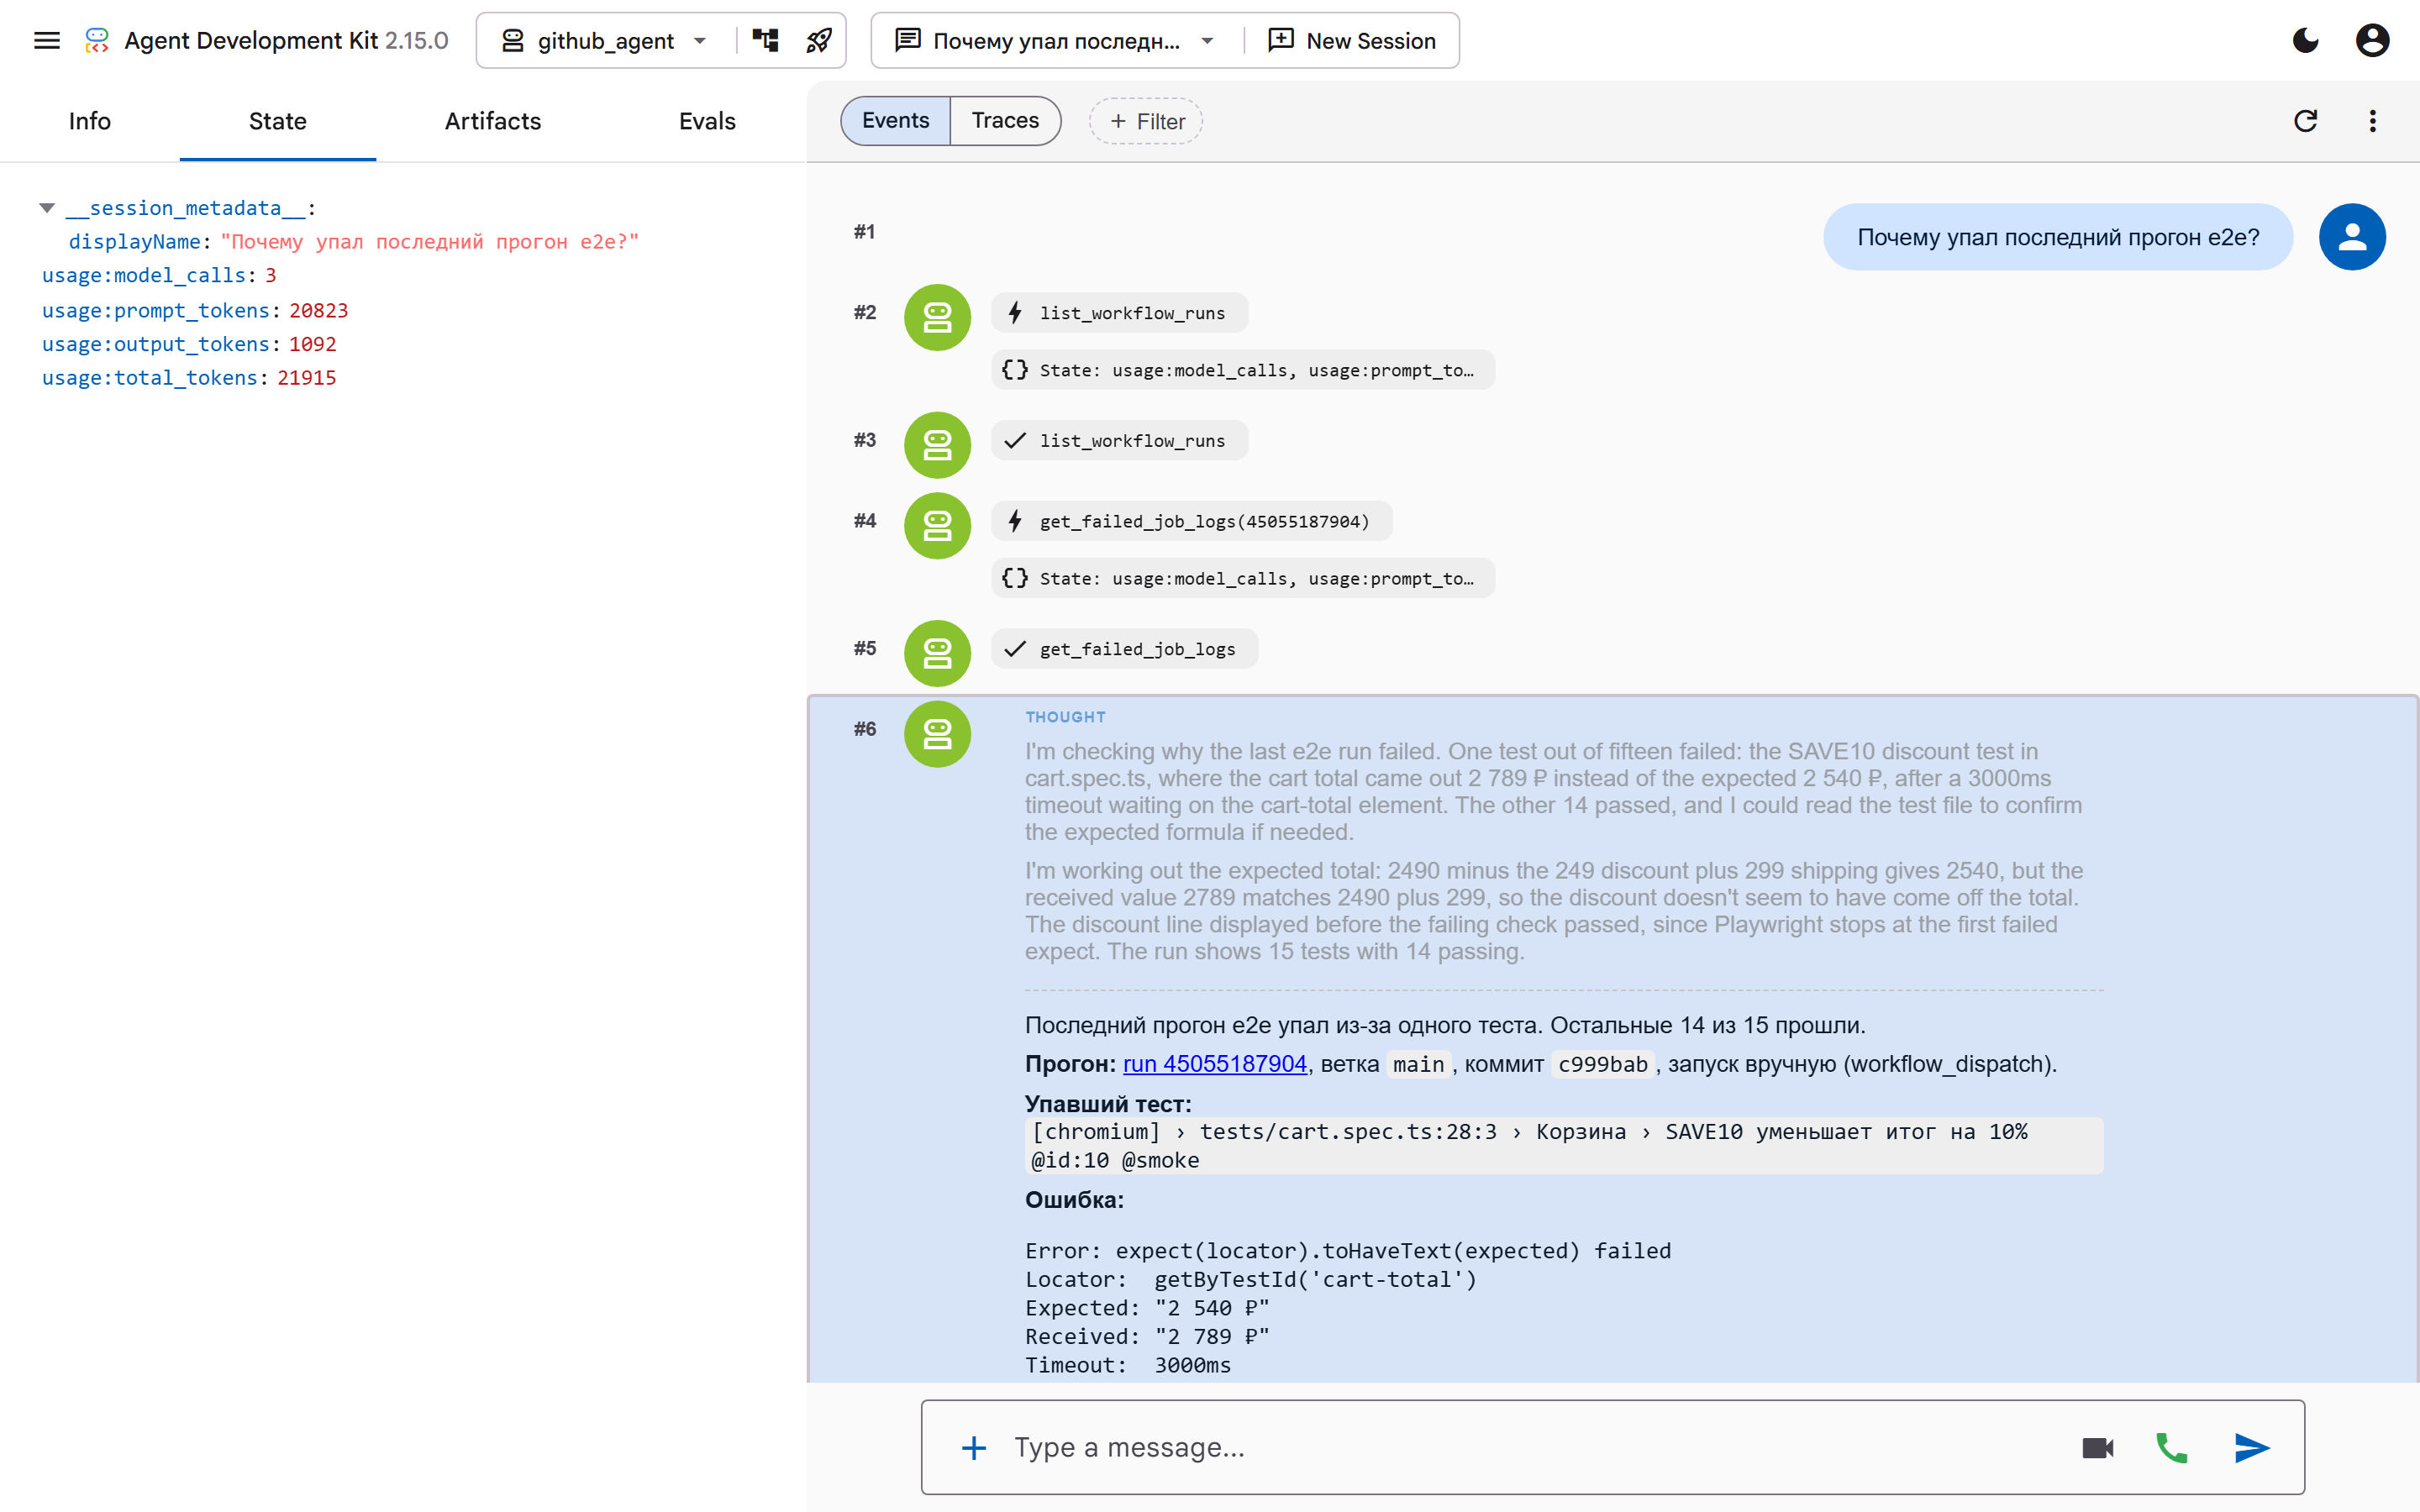 Agent Development Kit 2.15.0
github_agent
Почему упал последн...
New Session
Info
State
Artifacts
Evals
Events
Traces
+ Filter
__session_metadata__:
displayName: "Почему упал последний прогон e2e?"
usage:model_calls: 3
usage:prompt_tokens: 20823
usage:output_tokens: 1092
usage:total_tokens: 21915
#1
Почему упал последний прогон e2e?
#2
list_workflow_runs
{} State: usage:model_calls, usage:prompt_to…
#3
list_workflow_runs
#4
get_failed_job_logs(45055187904)
{} State: usage:model_calls, usage:prompt_to…
#5
get_failed_job_logs
#6
THOUGHT
I'm checking why the last e2e run failed. One test out of fifteen failed: the SAVE10 discount test in
cart.spec.ts, where the cart total came out 2 789 ₽ instead of the expected 2 540 ₽, after a 3000ms
timeout waiting on the cart-total element. The other 14 passed, and I could read the test file to confirm
the expected formula if needed.
I'm working out the expected total: 2490 minus the 249 discount plus 299 shipping gives 2540, but the
received value 2789 matches 2490 plus 299, so the discount doesn't seem to have come off the total.
The discount line displayed before the failing check passed, since Playwright stops at the first failed
expect. The run shows 15 tests with 14 passing.
Последний прогон e2e упал из-за одного теста. Остальные 14 из 15 прошли.
Прогон: run 45055187904, ветка main, коммит c999bab, запуск вручную (workflow_dispatch).
Упавший тест:
[chromium] › tests/cart.spec.ts:28:3 › Корзина › SAVE10 уменьшает итог на 10%
@id:10 @smoke
Ошибка:
Error: expect(locator).toHaveText(expected) failed
Locator:  getByTestId('cart-total')
Expected: "2 540 ₽"
Received: "2 789 ₽"
Timeout:  3000ms
Type a message...